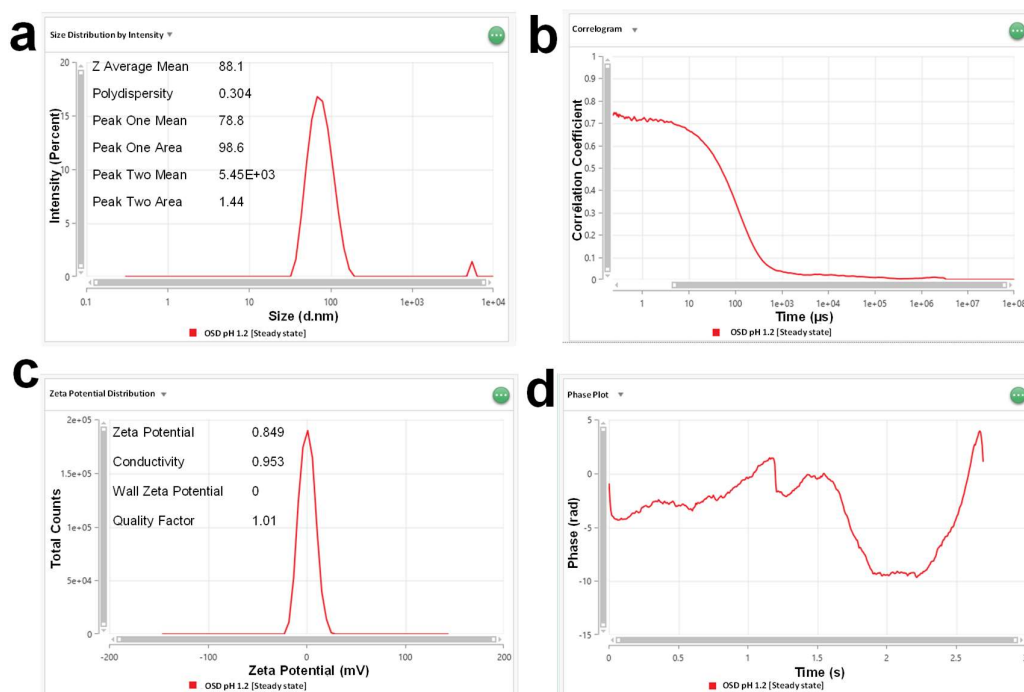 a
Size Distribution by Intensity
Z Average Mean 88.1
Polydispersity 0.304
Peak One Mean 78.8
Peak One Area 98.6
Peak Two Mean 5.45E+03
Peak Two Area 1.44
Intensity (Percent)
20
15
10
5
0
0.1 1 10 100 1e+03 1e+04
Size (d.nm)
OSD pH 1.2 [Steady state]
b
Correlogram
Corrélation Coefficient
1
0.9
0.8
0.7
0.6
0.5
0.4
0.3
0.2
0.1
0
1 10 100 1e+03 1e+04 1e+05 1e+06 1e+07 1e+08
Time (µs)
OSD pH 1.2 [Steady state]
c
Zeta Potential Distribution
Zeta Potential 0.849
Conductivity 0.953
Wall Zeta Potential 0
Quality Factor 1.01
Total Counts
2e+05
1.5e+05
1e+05
5e+04
0
-200 -100 0 100 200
Zeta Potential (mV)
OSD pH 1.2 [Steady state]
d
Phase Plot
Phase (rad)
5
0
-5
-10
-15
0 0.5 1 1.5 2 2.5
Time (s)
OSD pH 1.2 [Steady state]